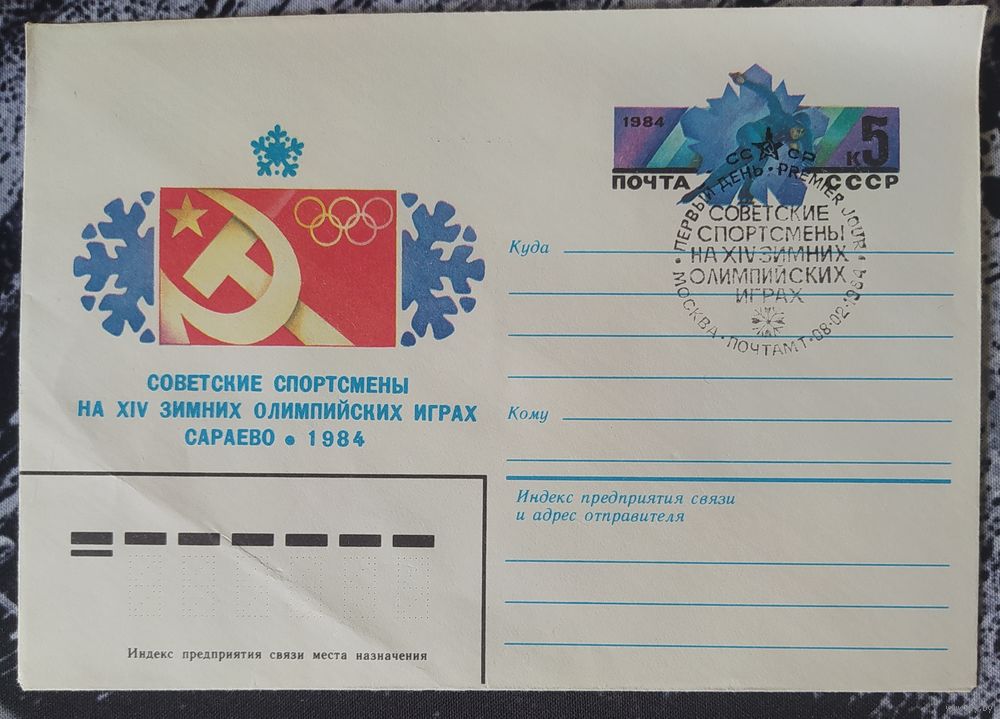 1984
5
к
ПОЧТА СССР
СССР
ПЕРВЫЙ ДЕНЬ · PREMIER JOUR
СОВЕТСКИЕ
СПОРТСМЕНЫ
НА XIV ЗИМНИХ
ОЛИМПИЙСКИХ
ИГРАХ
МОСКВА · ПОЧТАМТ · 08·02·1984
СОВЕТСКИЕ СПОРТСМЕНЫ
НА XIV ЗИМНИХ ОЛИМПИЙСКИХ ИГРАХ
САРАЕВО • 1984
Куда
Кому
Индекс предприятия связи
и адрес отправителя
Индекс предприятия связи места назначения